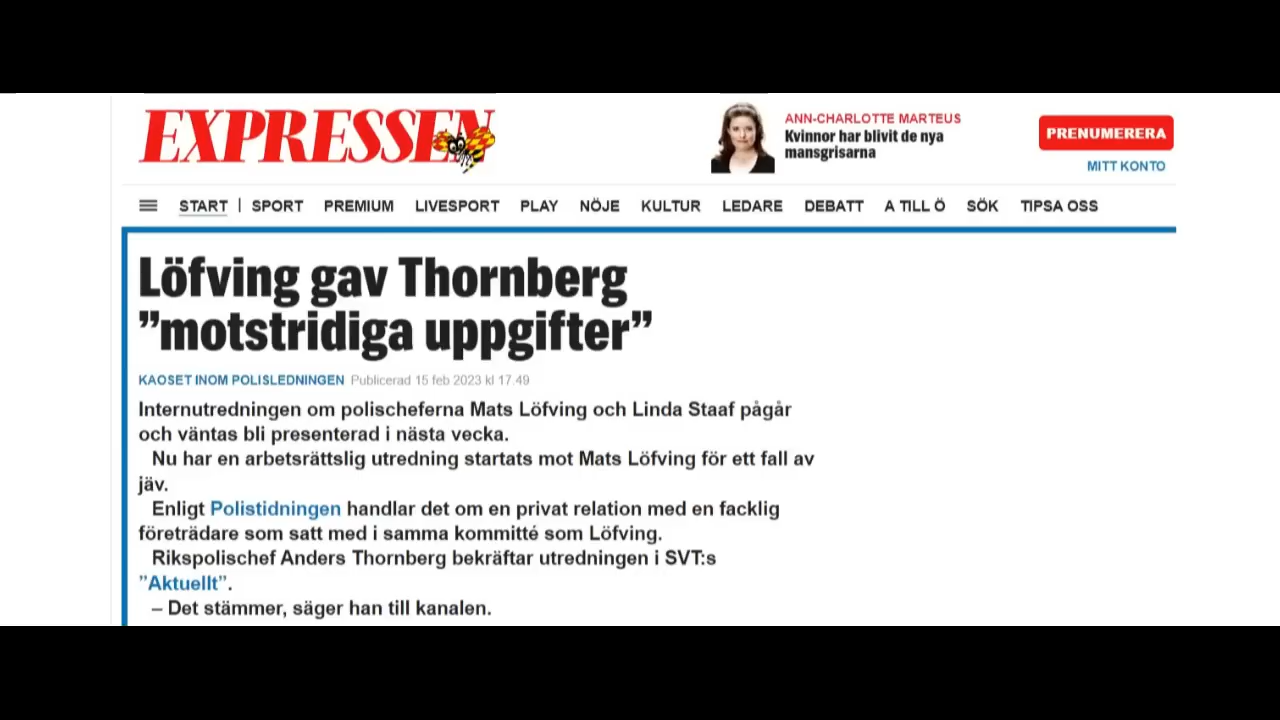 EXPRESSEN
ANN-CHARLOTTE MARTEUS
Kvinnor har blivit de nya
mansgrisarna
PRENUMERERA
MITT KONTO
START | SPORT PREMIUM LIVESPORT PLAY NÖJE KULTUR LEDARE DEBATT A TILL Ö SÖK TIPSA OSS
Löfving gav Thornberg
”motstridiga uppgifter”
KAOSET INOM POLISLEDNINGEN Publicerad 15 feb 2023 kl 17.49
Internutredningen om polischeferna Mats Löfving och Linda Staaf pågår
och väntas bli presenterad i nästa vecka.
Nu har en arbetsrättslig utredning startats mot Mats Löfving för ett fall av
jäv.
Enligt Polistidningen handlar det om en privat relation med en facklig
företrädare som satt med i samma kommitté som Löfving.
Rikspolischef Anders Thornberg bekräftar utredningen i SVT:s
”Aktuellt”.
– Det stämmer, säger han till kanalen.